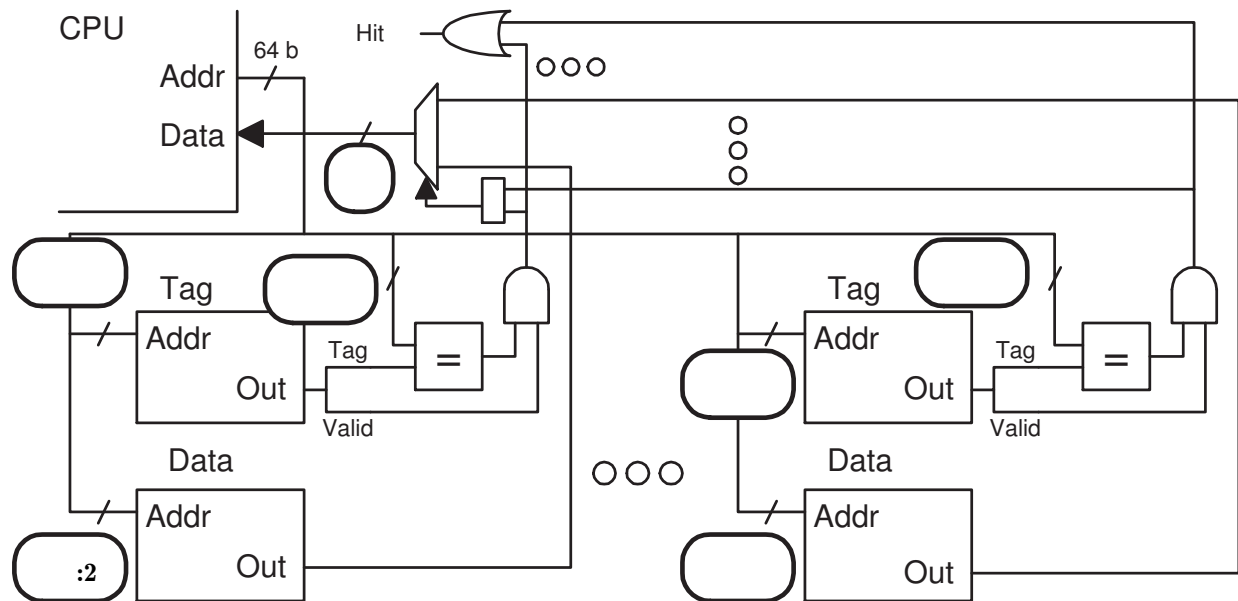 CPU
Hit
64 b
Addr
Data
Tag
Tag
Addr
Addr
Tag
=
Tag
=
Out
Out
Valid
Valid
Data
Data
Addr
Addr
:2
Out
Out